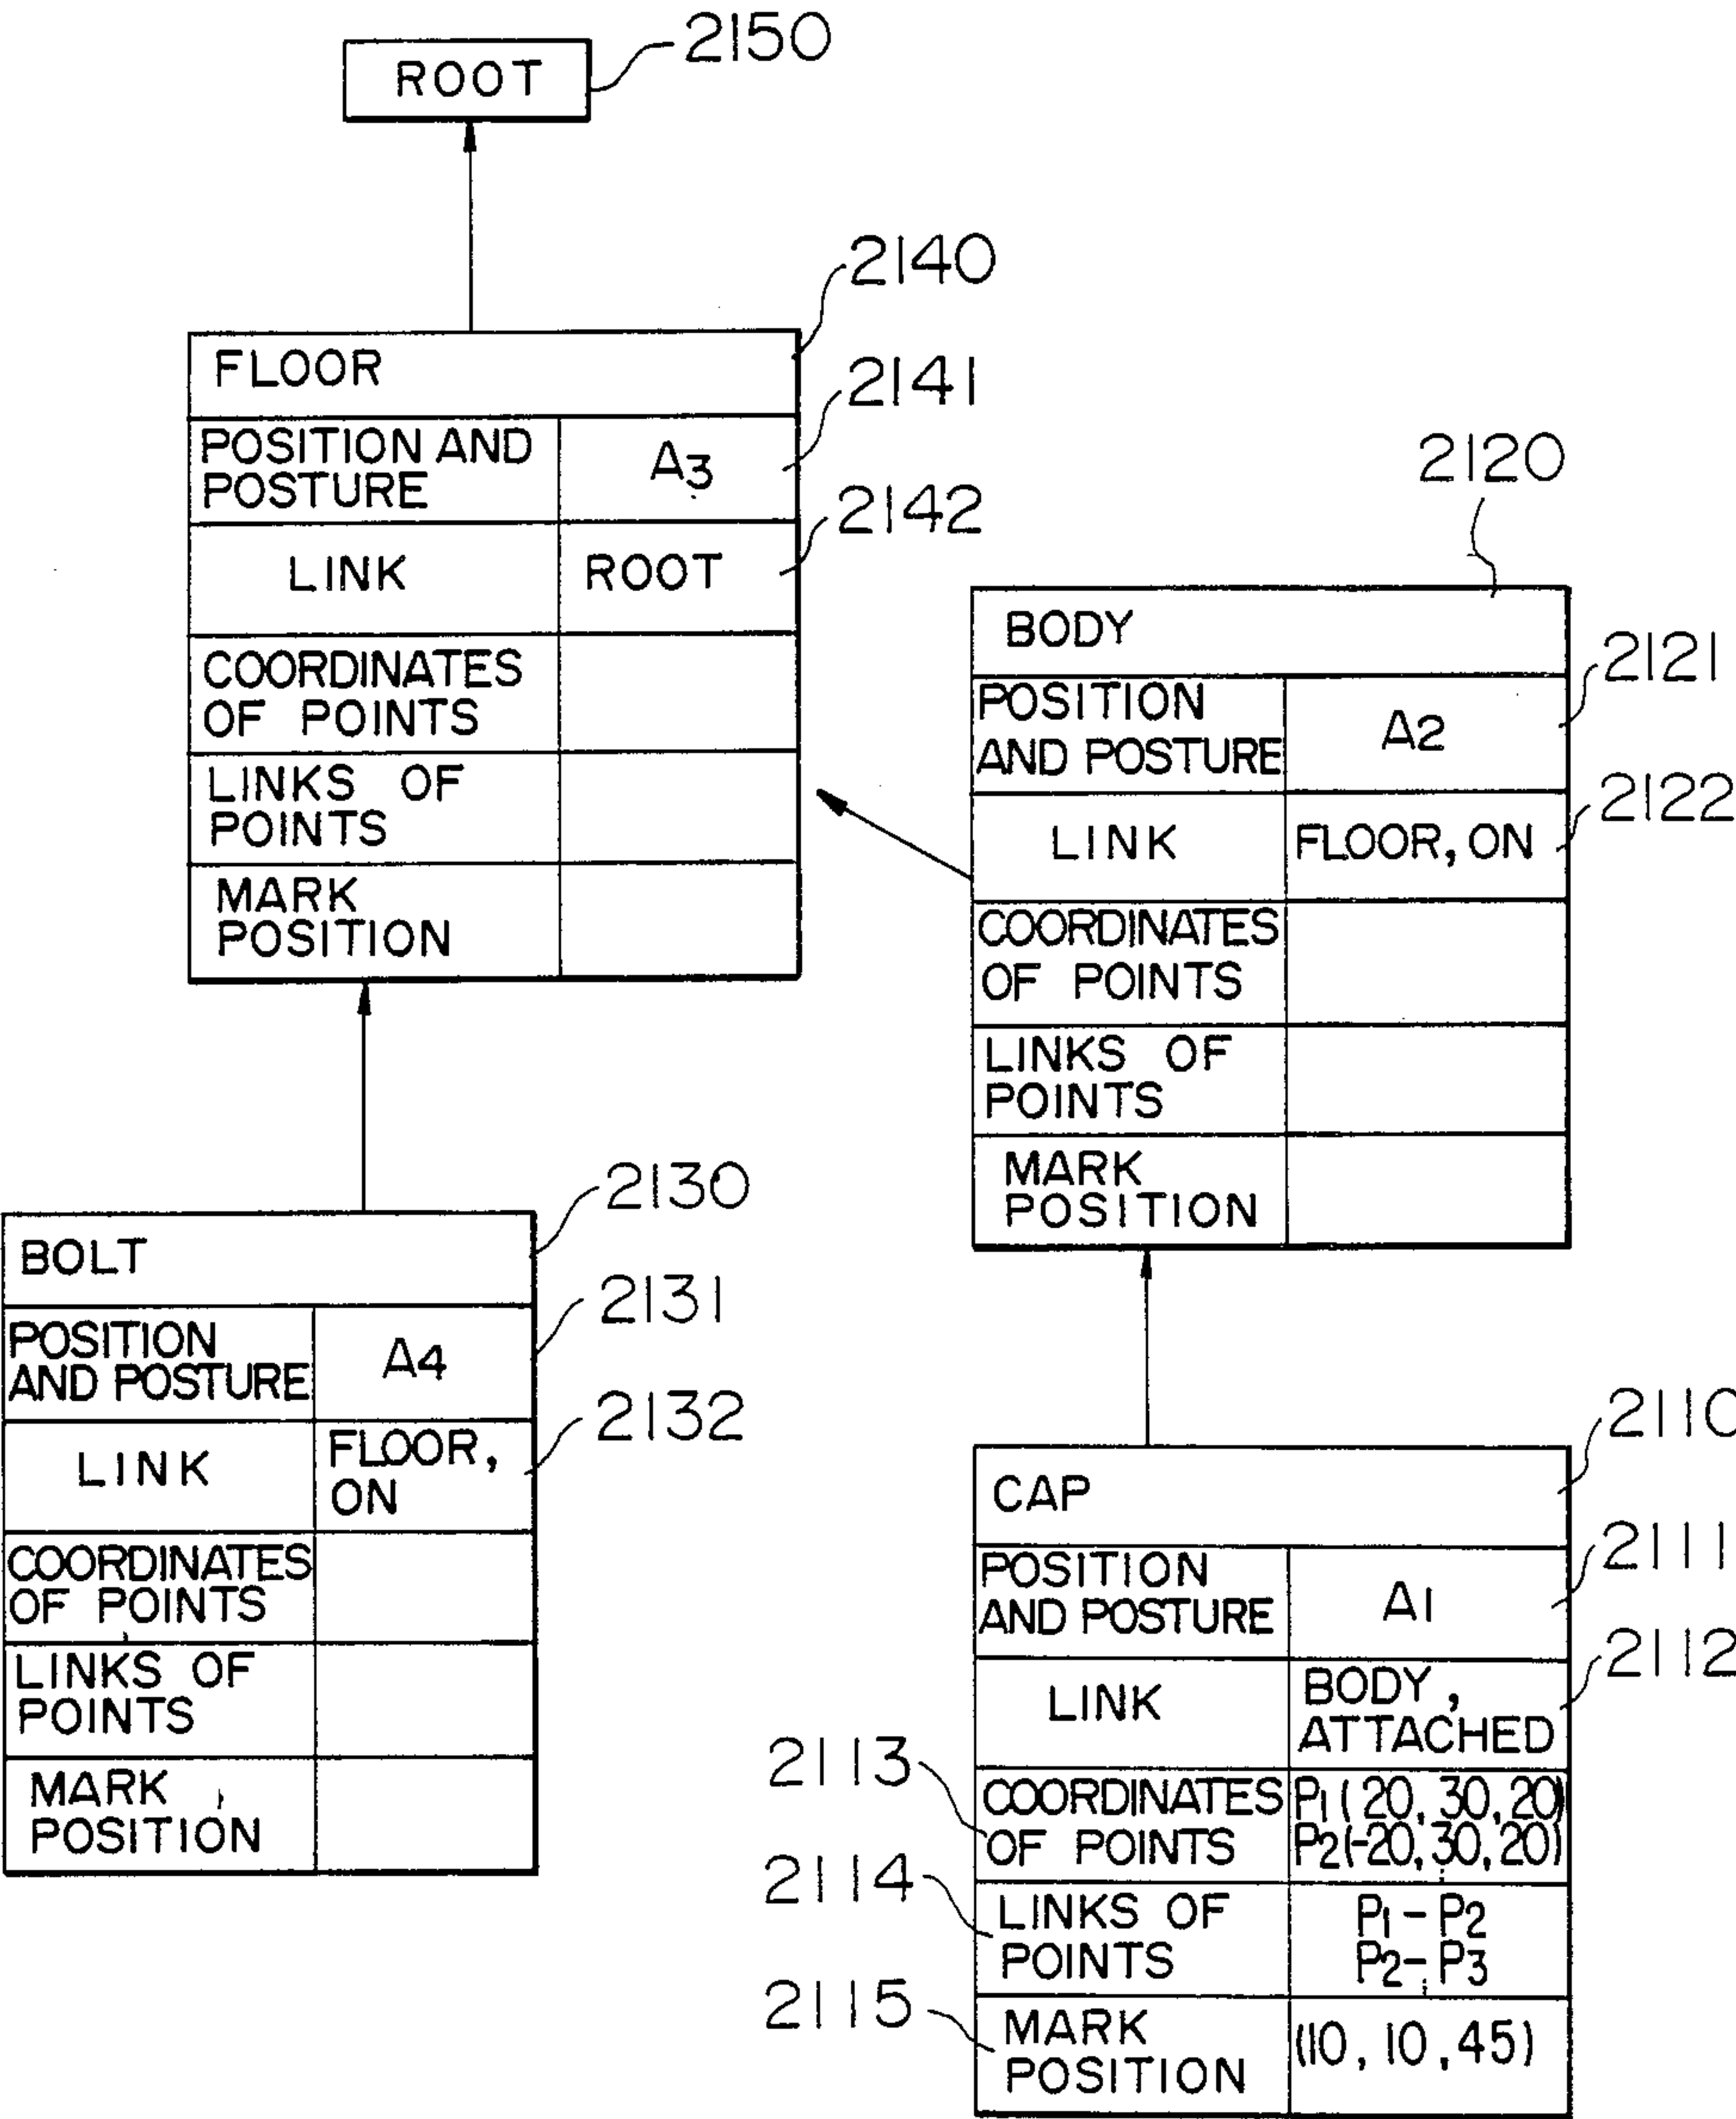 ROOT
2150
2140
FLOOR
2141
POSITION AND
POSTURE
A3
2142
LINK
ROOT
COORDINATES
OF POINTS
LINKS OF
POINTS
MARK
POSITION
2120
BODY
2121
POSITION
AND POSTURE
A2
2122
LINK
FLOOR, ON
COORDINATES
OF POINTS
LINKS OF
POINTS
MARK
POSITION
2130
BOLT
2131
POSITION
AND POSTURE
A4
2132
LINK
FLOOR,
ON
COORDINATES
OF POINTS
LINKS OF
POINTS
MARK
POSITION
2110
CAP
2111
POSITION
AND POSTURE
A1
2112
LINK
BODY,
ATTACHED
2113
COORDINATES
OF POINTS
P1(20,30,20)
P2(-20,30,20)
2114
LINKS OF
POINTS
P1-P2
P2-P3
2115
MARK
POSITION
(10,10,45)